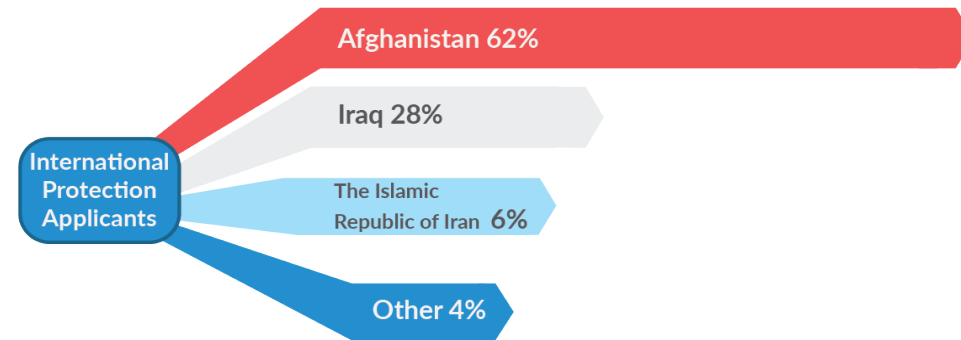 International
Protection
Applicants
Afghanistan 62%
Iraq 28%
The Islamic
Republic of Iran 6%
Other 4%